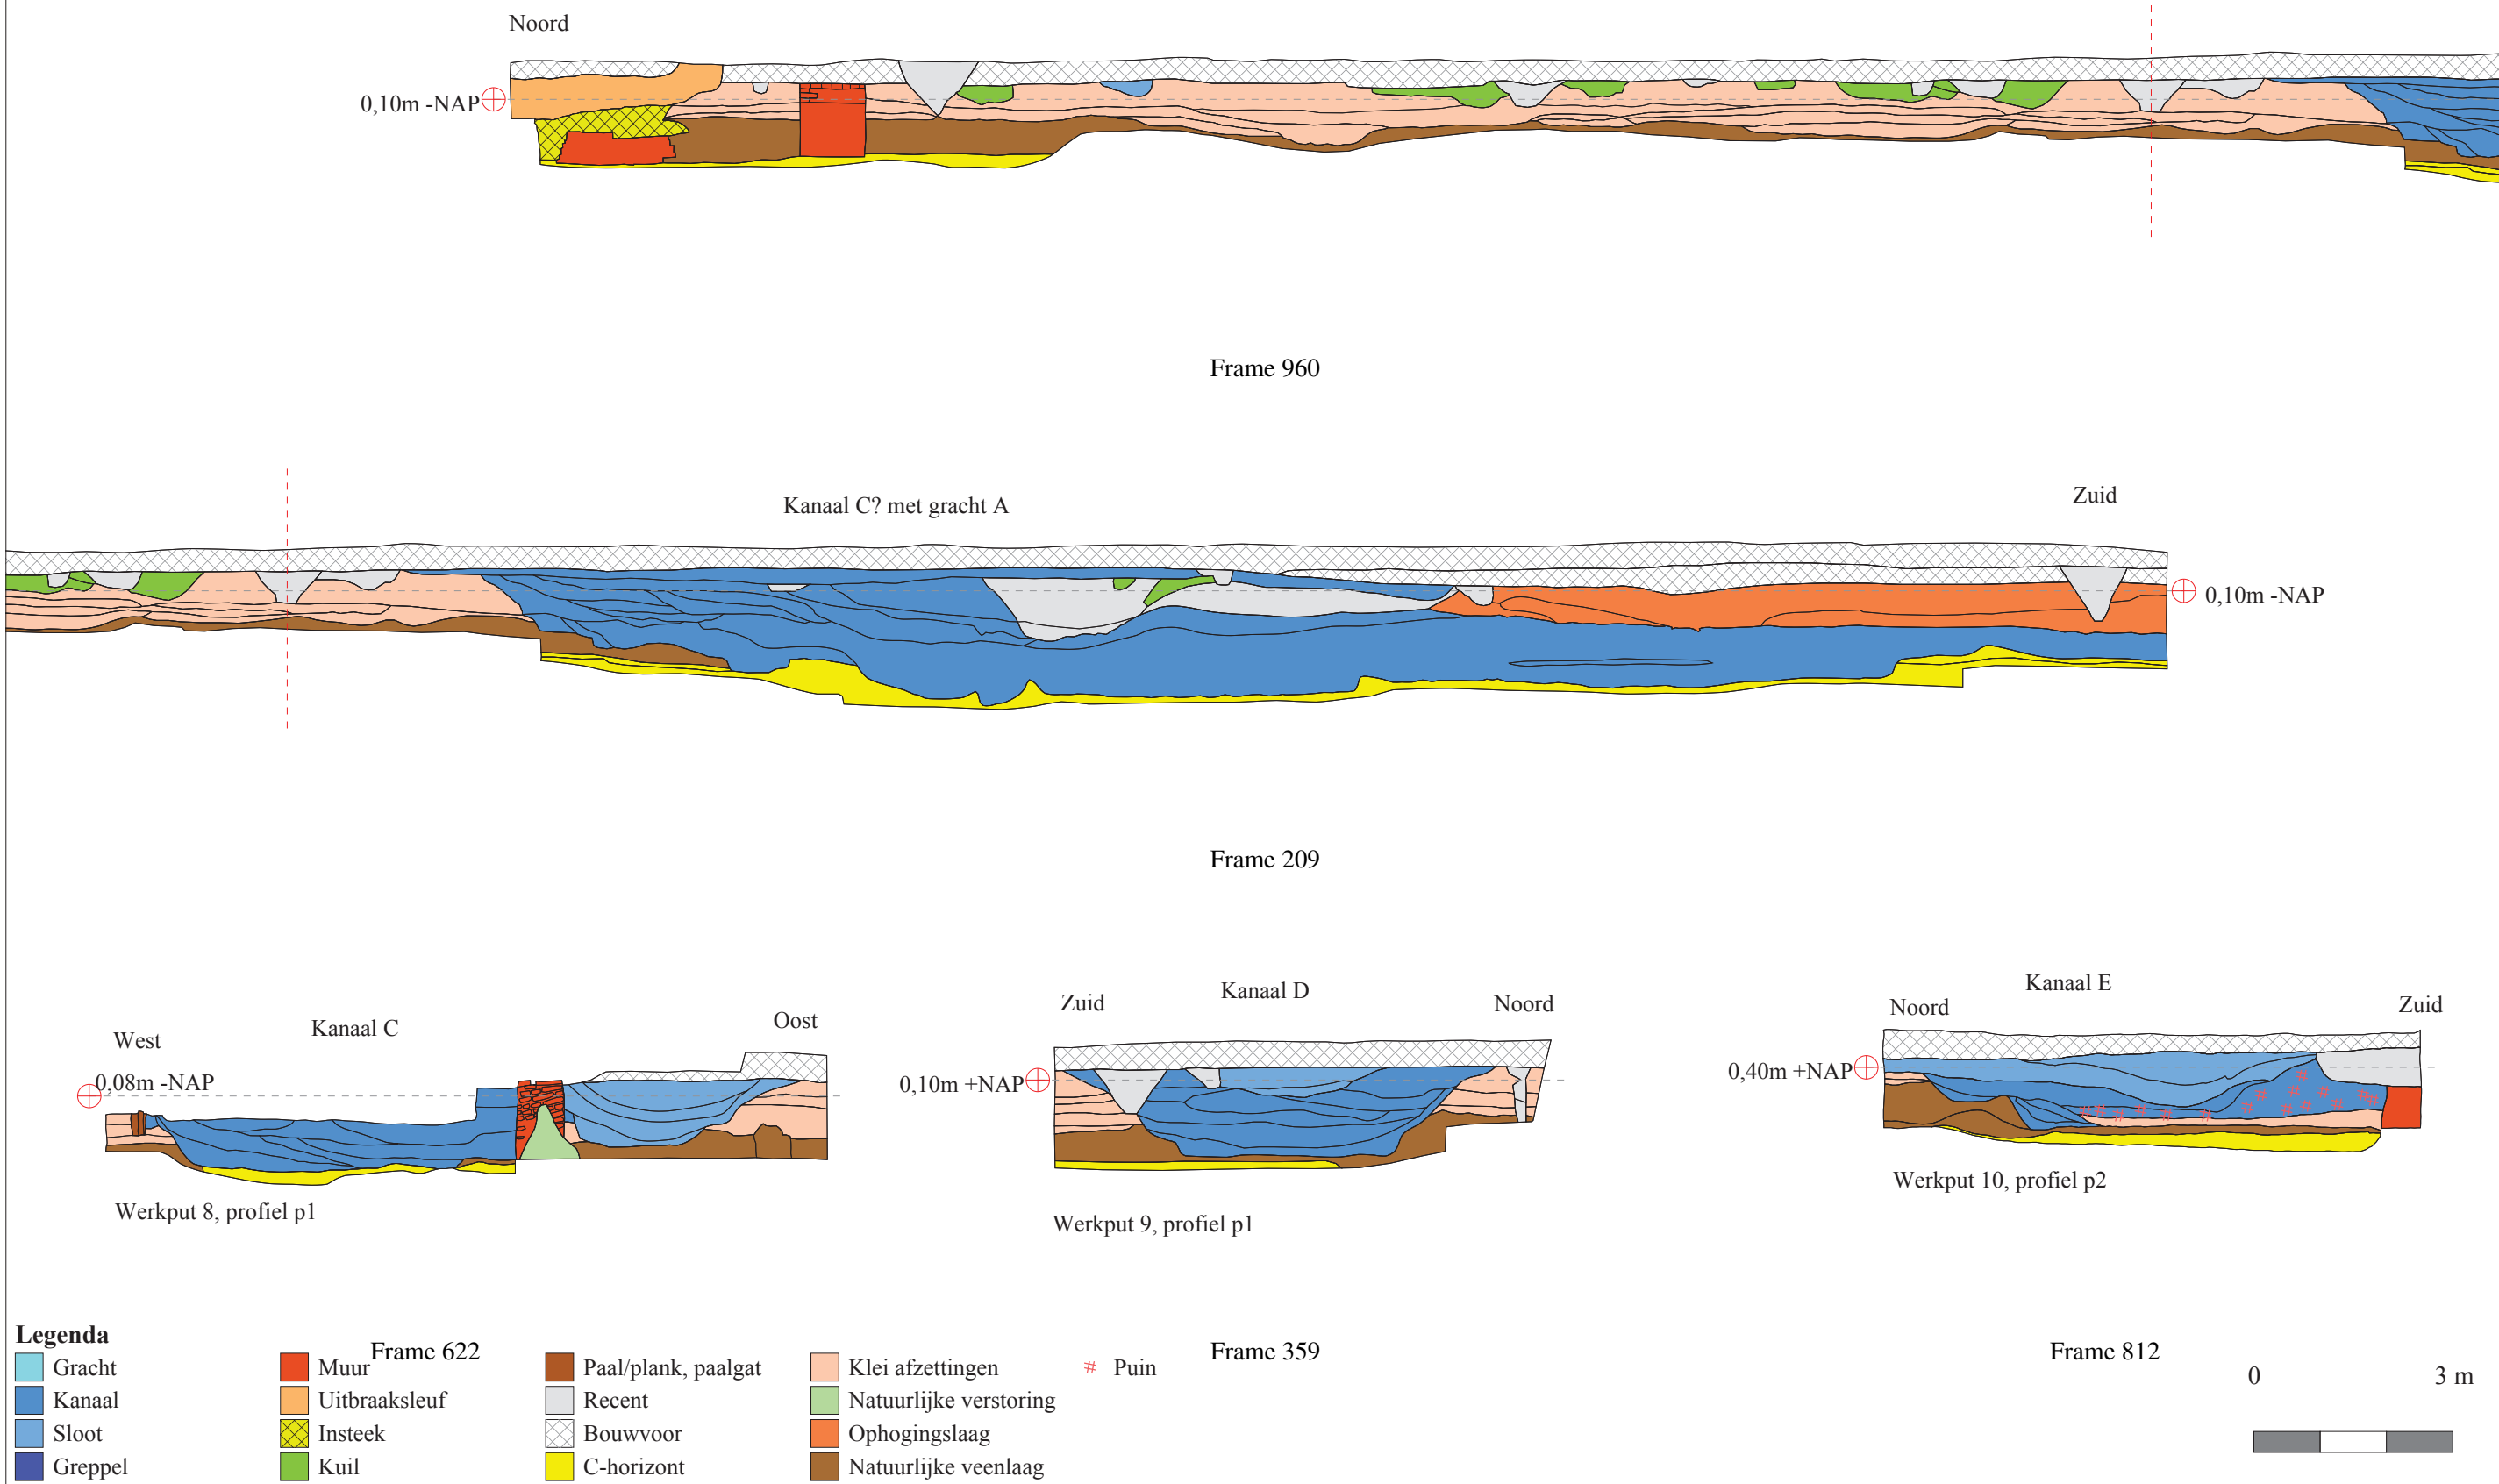 Noord
0,10m -NAP
Frame 960
Kanaal C? met gracht A
Zuid
0,10m -NAP
Frame 209
West
Kanaal C
Oost
0,08m -NAP
Werkput 8, profiel p1
Zuid
Kanaal D
Noord
0,10m +NAP
Werkput 9, profiel p1
Kanaal E
Noord
Zuid
0,40m +NAP
Werkput 10, profiel p2
Frame 622
Frame 359
Frame 812
Legenda
Gracht
Kanaal
Sloot
Greppel
Muur
Uitbraaksleuf
Insteek
Kuil
Paal/plank, paalgat
Recent
Bouwvoor
C-horizont
Klei afzettingen
Natuurlijke verstoring
Ophogingslaag
Natuurlijke veenlaag
# Puin
0 3 m